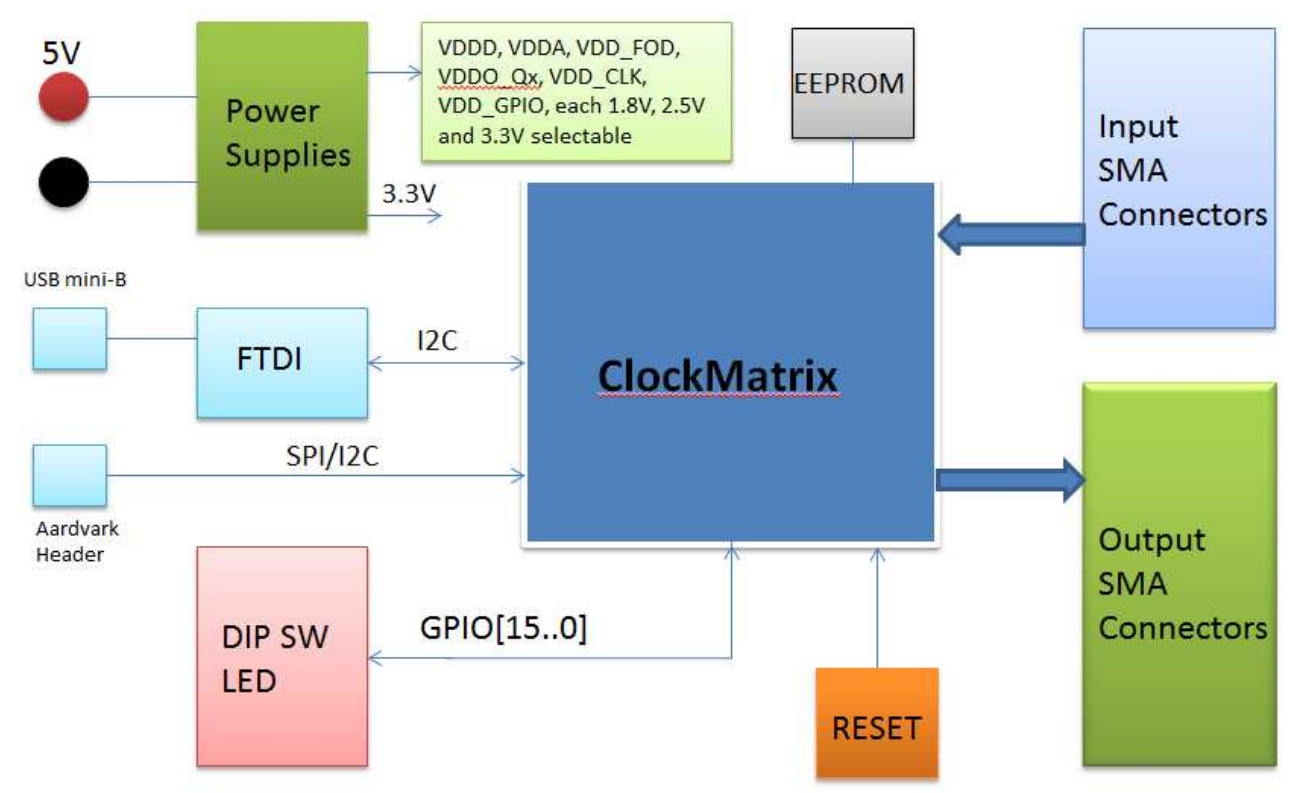 5V
Power
Supplies
VDDD, VDDA, VDD_FOD,
VDDO_Qx, VDD_CLK,
VDD_GPIO, each 1.8V, 2.5V
and 3.3V selectable
3.3V
EEPROM
Input
SMA
Connectors
USB mini-B
FTDI
I2C
ClockMatrix
SPI/I2C
Aardvark
Header
DIP SW
LED
GPIO[15..0]
RESET
Output
SMA
Connectors